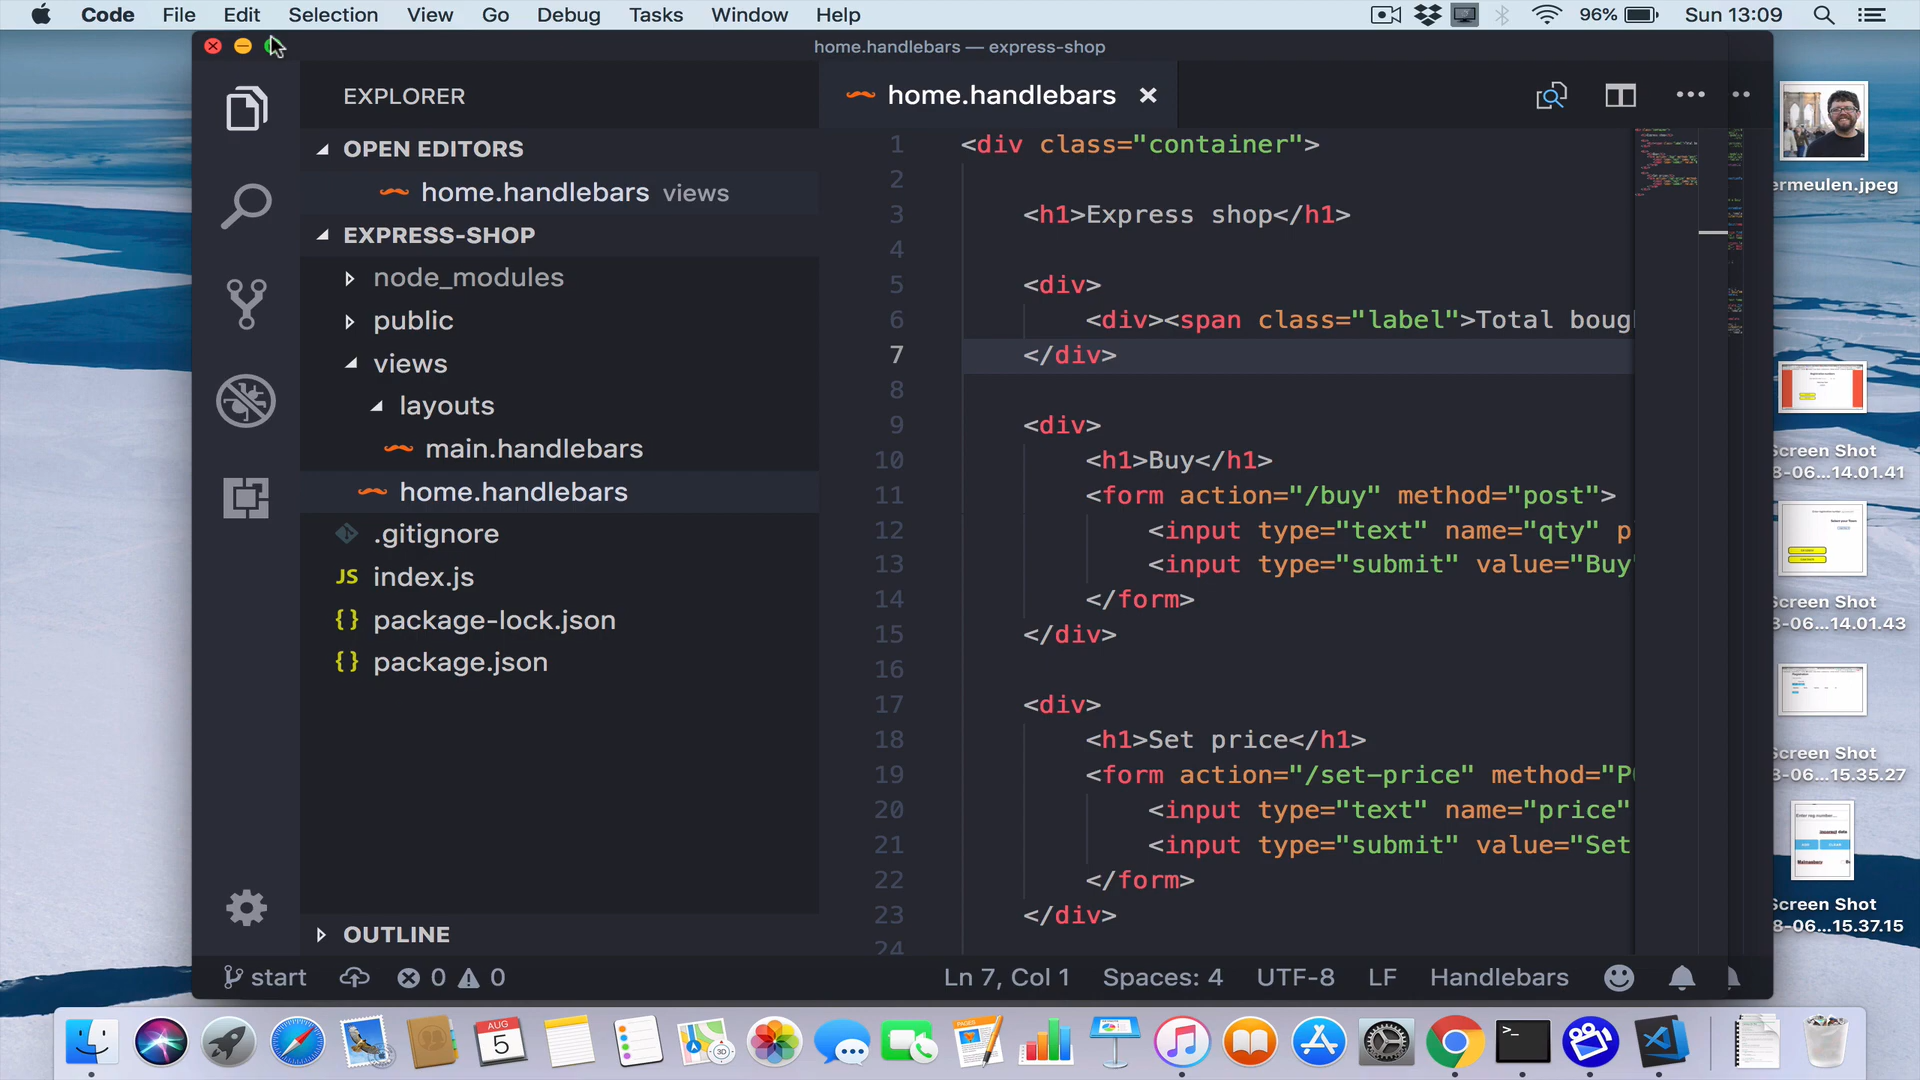 Code File Edit Selection View Go Debug Tasks Window Help 96% Sun 13:09
home.handlebars — express-shop
EXPLORER
OPEN EDITORS
home.handlebars views
EXPRESS-SHOP
node_modules
public
views
layouts
main.handlebars
home.handlebars
.gitignore
JS index.js
{} package-lock.json
{} package.json
OUTLINE
home.handlebars
1 <div class="container">
2
3 <h1>Express shop</h1>
4
5 <div>
6 <div><span class="label">Total boug
7 </div>
8
9 <div>
10 <h1>Buy</h1>
11 <form action="/buy" method="post">
12 <input type="text" name="qty" p
13 <input type="submit" value="Buy"
14 </form>
15 </div>
16
17 <div>
18 <h1>Set price</h1>
19 <form action="/set-price" method="P
20 <input type="text" name="price"
21 <input type="submit" value="Set
22 </form>
23 </div>
24
start 0 0 Ln 7, Col 1 Spaces: 4 UTF-8 LF Handlebars
ermeulen.jpeg
Screen Shot
8-06...14.01.41
Screen Shot
8-06...14.01.43
Screen Shot
8-06...15.35.27
Screen Shot
8-06...15.37.15
AUG
5
3D
PAGES
>_